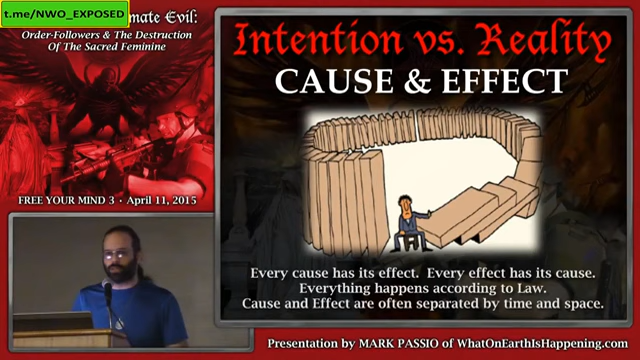 t.me/NWO_EXPOSED
mate Evil:
Order-Followers & The Destruction
Of The Sacred Feminine
FREE YOUR MIND 3 · April 11, 2015
Intention vs. Reality
CAUSE & EFFECT
Every cause has its effect. Every effect has its cause.
Everything happens according to Law.
Cause and Effect are often separated by time and space.
Presentation by MARK PASSIO of WhatOnEarthIsHappening.com